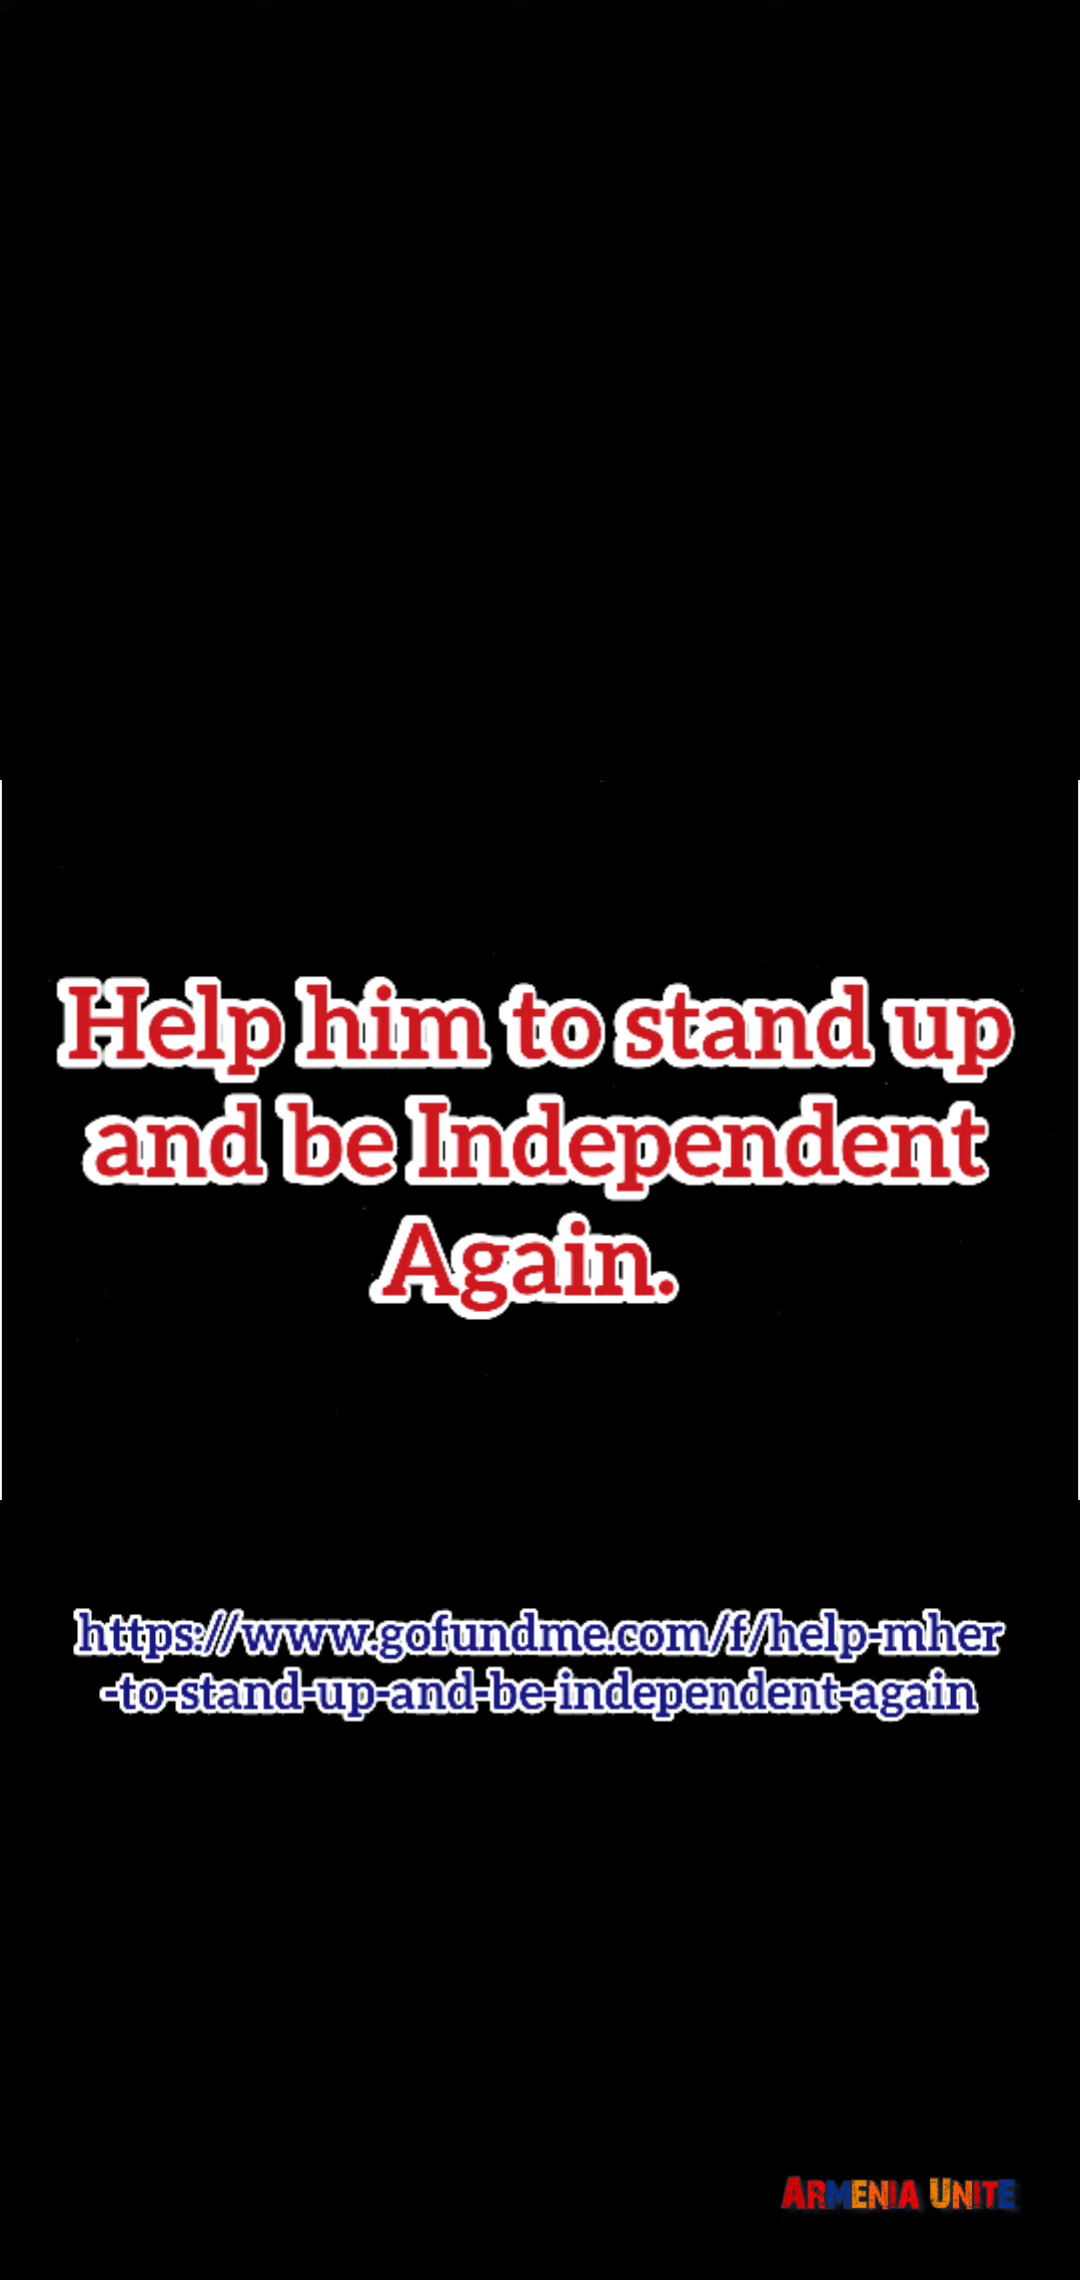 Help him to stand up
and be Independent
Again.
https://www.gofundme.com/f/help-mher
-to-stand-up-and-be-independent-again
ARMENIA UNITE